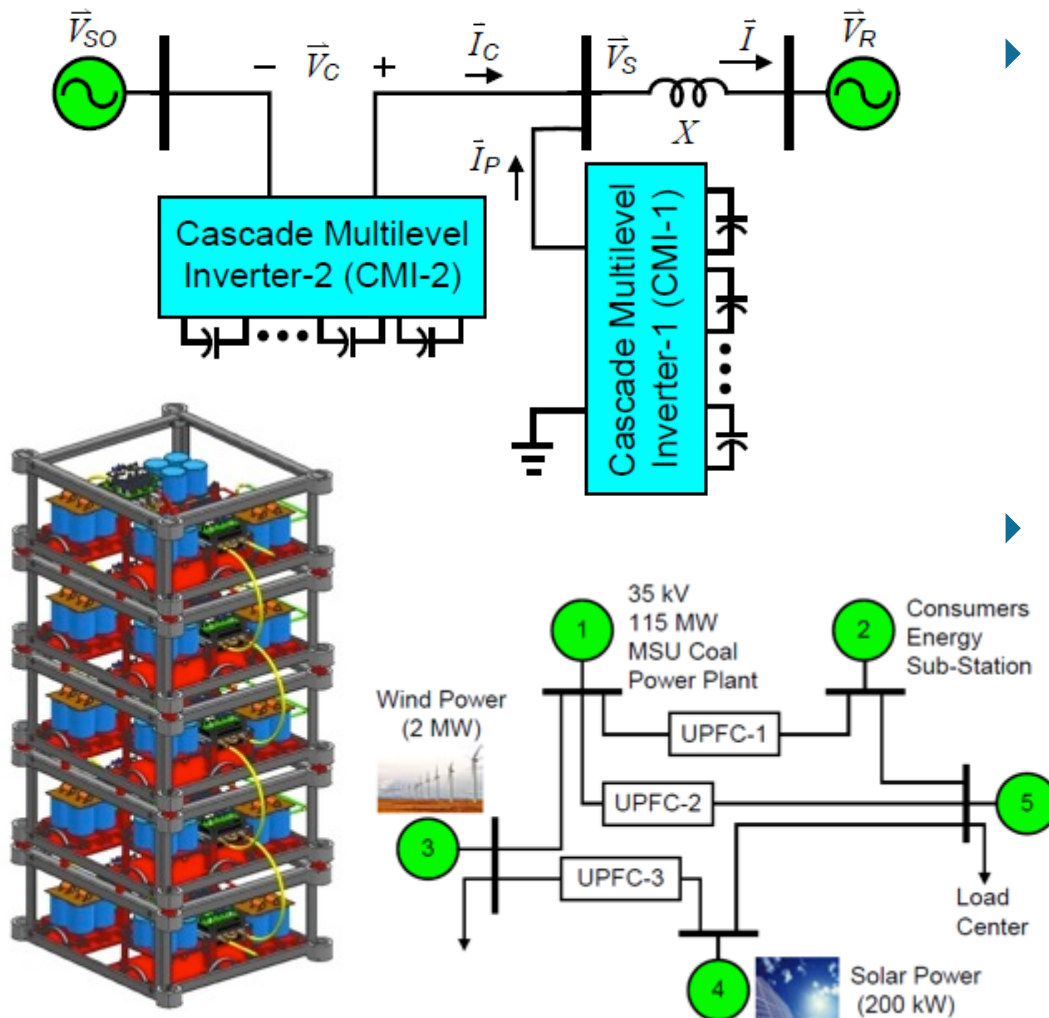 V⃗SO
− V⃗C +
I⃗C
V⃗S
I⃗
V⃗R
X
I⃗P
Cascade Multilevel
Inverter-2 (CMI-2)
Cascade Multilevel
Inverter-1 (CMI-1)
1
35 kV
115 MW
MSU Coal
Power Plant
2
Consumers
Energy
Sub-Station
Wind Power
(2 MW)
UPFC-1
UPFC-2
5
3
UPFC-3
Load
Center
4
Solar Power
(200 kW)